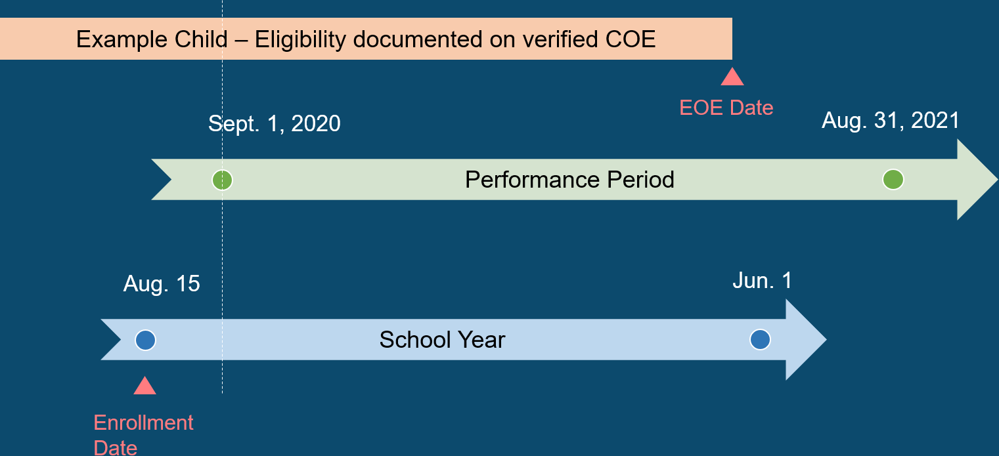 Example Child – Eligibility documented on verified COE
EOE Date
Sept. 1, 2020
Aug. 31, 2021
Performance Period
Aug. 15
Jun. 1
School Year
Enrollment
Date